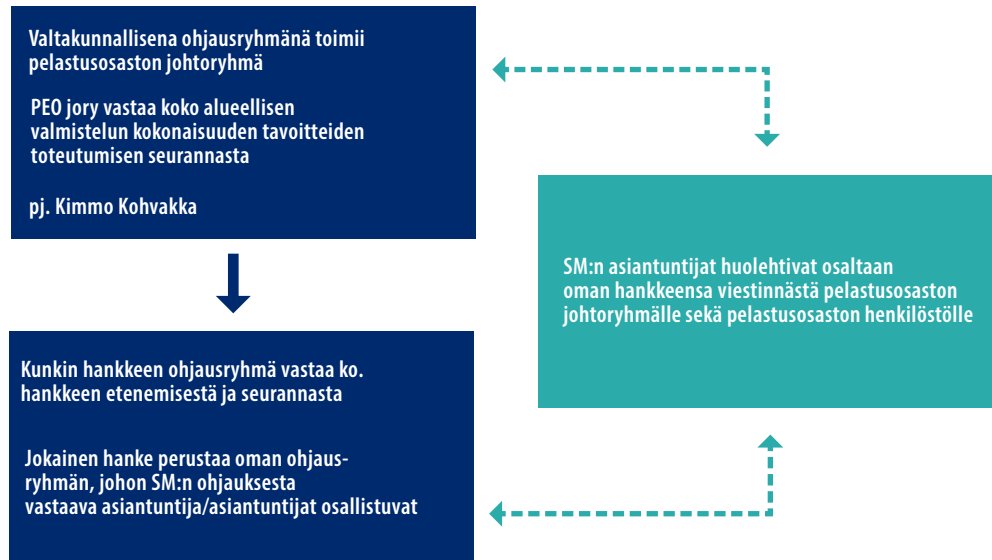 Valtakunnallisena ohjausryhmänä toimii
pelastusosaston johtoryhmä
PEO jory vastaa koko alueellisen
valmistelun kokonaisuuden tavoitteiden
toteutumisen seurannasta
pj. Kimmo Kohvakka
SM:n asiantuntijat huolehtivat osaltaan
oman hankkeensa viestinnästä pelastusosaston
johtoryhmälle sekä pelastusosaston henkilöstölle
Kunkin hankkeen ohjausryhmä vastaa ko.
hankkeen etenemisestä ja seurannasta
Jokainen hanke perustaa oman ohjaus-
ryhmän, johon SM:n ohjauksesta
vastaava asiantuntija/asiantuntijat osallistuvat